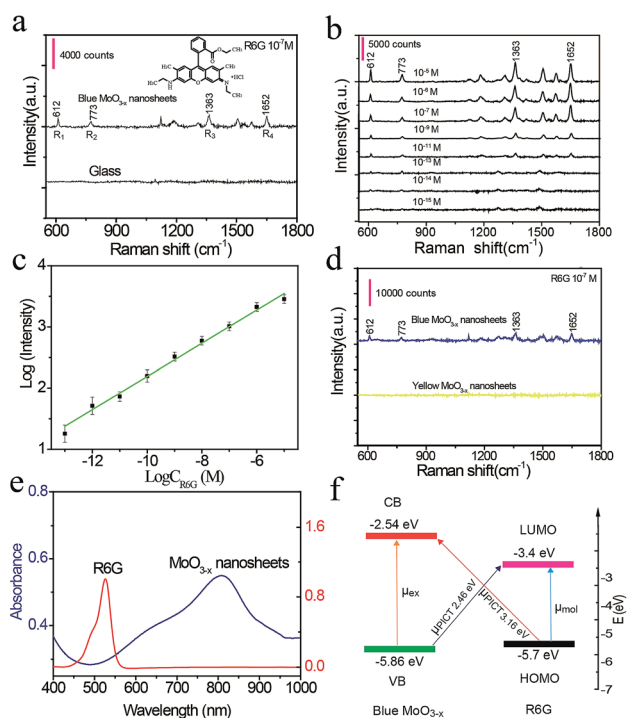 a
R6G 10⁻⁷M
4000 counts
O
O
CH₃
H₃C
CH₃
H₃C
N
H
O
N
H
•HCl
CH₃
Blue MoO₃₋ₓ nanosheets
612
773
1363
1652
R₁
R₂
R₃
R₄
Glass
Intensity(a.u.)
600 900 1200 1500 1800
Raman shift (cm⁻¹)
b
5000 counts
612
773
1363
1652
10⁻⁵ M
10⁻⁶ M
10⁻⁷ M
10⁻⁹ M
10⁻¹¹ M
10⁻¹³ M
10⁻¹⁴ M
10⁻¹⁵ M
Intensity(a.u.)
600 900 1200 1500 1800
Raman shift(cm⁻¹)
c
Log (Intensity)
4
3
2
1
-12 -10 -8 -6 -4
LogC_R6G (M)
d
R6G 10⁻⁷ M
10000 counts
Blue MoO₃₋ₓ nanosheets
612
773
1363
1652
Yellow MoO₃₋ₓ nanosheets
Intensity(a.u.)
600 900 1200 1500 1800
Raman shift(cm⁻¹)
e
Absorbance
0.8
0.6
0.4
1.6
1.0
0.0
R6G
MoO₃₋ₓ nanosheets
400 500 600 700 800 900 1000
Wavelength (nm)
f
CB
-2.54 eV
LUMO
-3.4 eV
μex
μPICT 2.46 eV
μPICT 3.16 eV
μmol
-5.86 eV
VB
-5.7 eV
HOMO
Blue MoO₃₋ₓ
R6G
-3
-4
-5
-6
-7
E (eV)